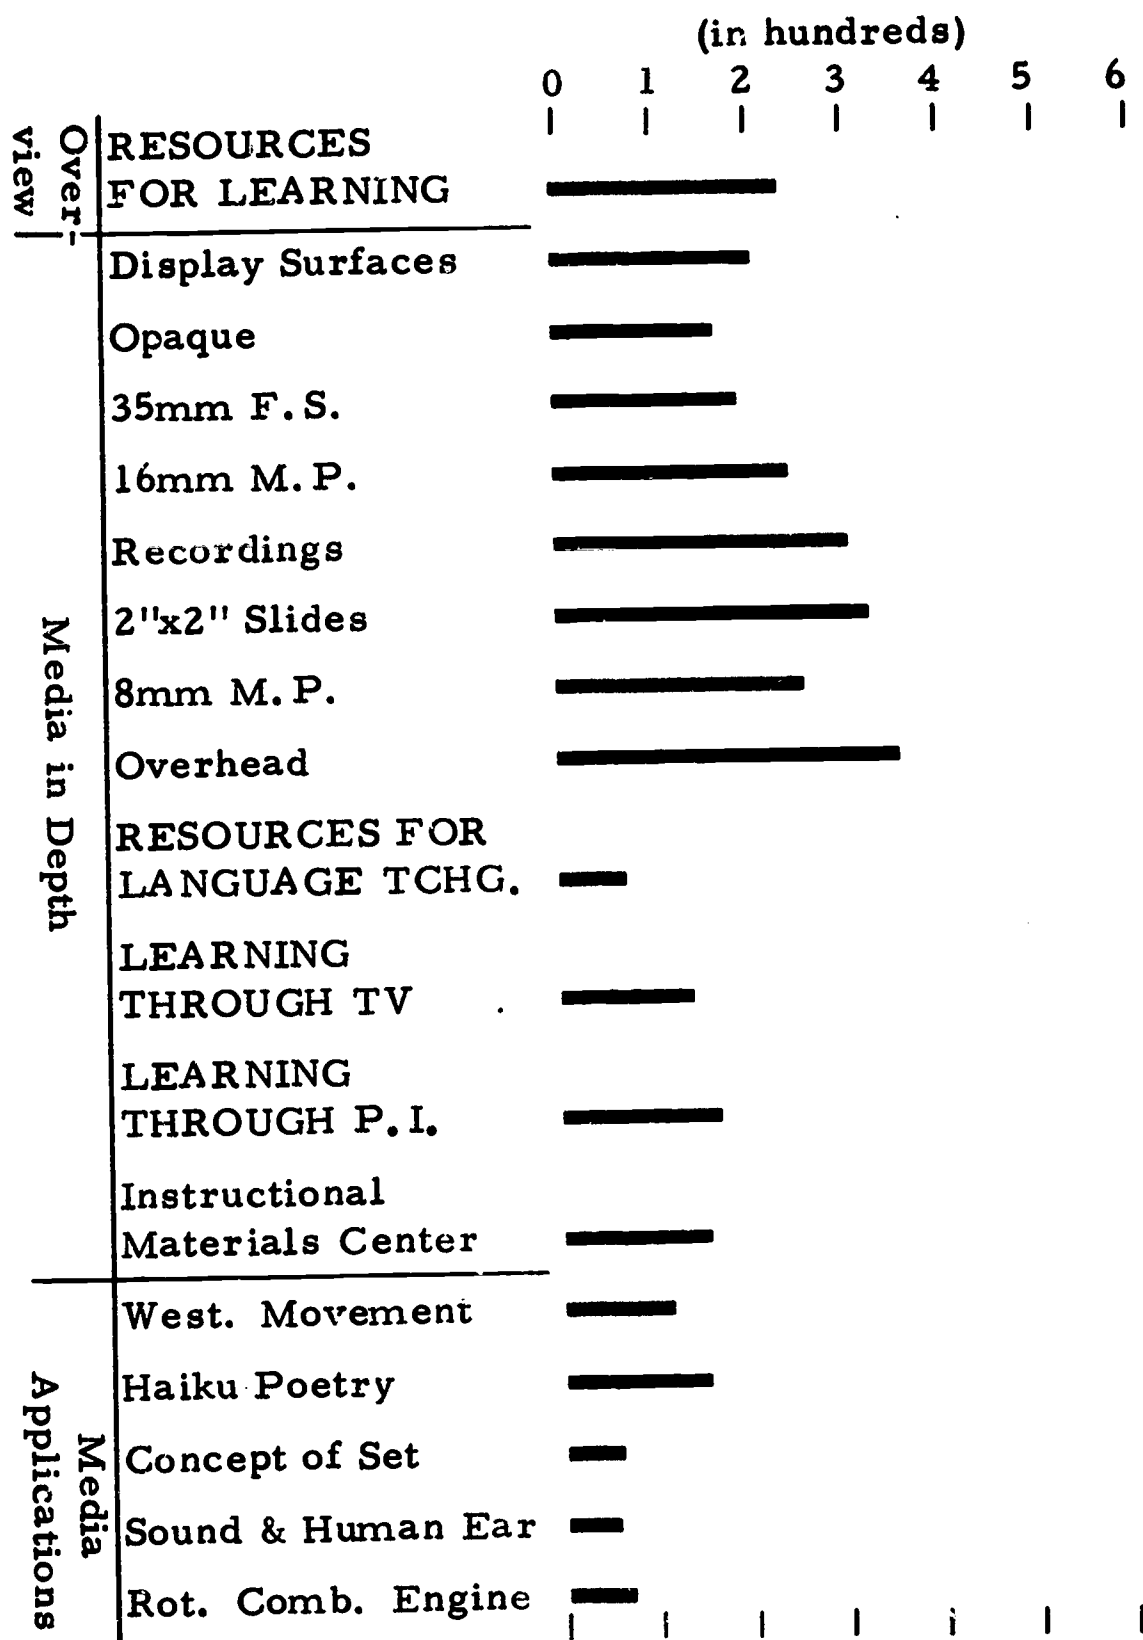 (in hundreds)
0 1 2 3 4 5 6
Over-
view
RESOURCES
FOR LEARNING
Media in Depth
Display Surfaces
Opaque
35mm F.S.
16mm M.P.
Recordings
2"x2" Slides
8mm M.P.
Overhead
RESOURCES FOR
LANGUAGE TCHG.
LEARNING
THROUGH TV
LEARNING
THROUGH P.I.
Instructional
Materials Center
Media
Applications
West. Movement
Haiku Poetry
Concept of Set
Sound & Human Ear
Rot. Comb. Engine